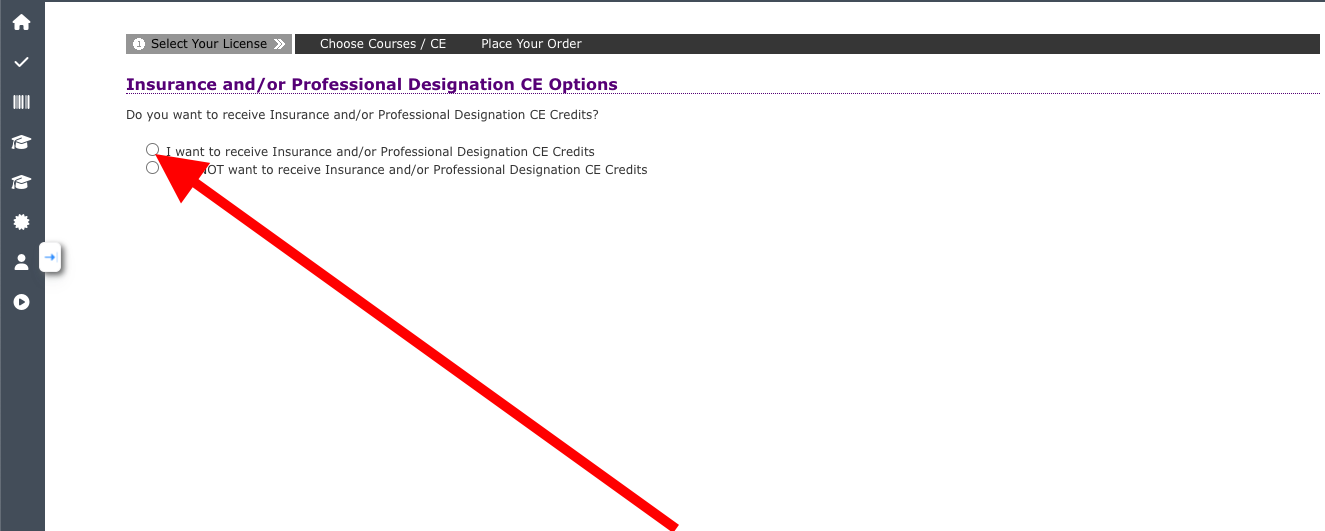 1 Select Your License Choose Courses / CE Place Your Order
Insurance and/or Professional Designation CE Options
Do you want to receive Insurance and/or Professional Designation CE Credits?
I want to receive Insurance and/or Professional Designation CE Credits
want to receive Insurance and/or Professional Designation CE Credits